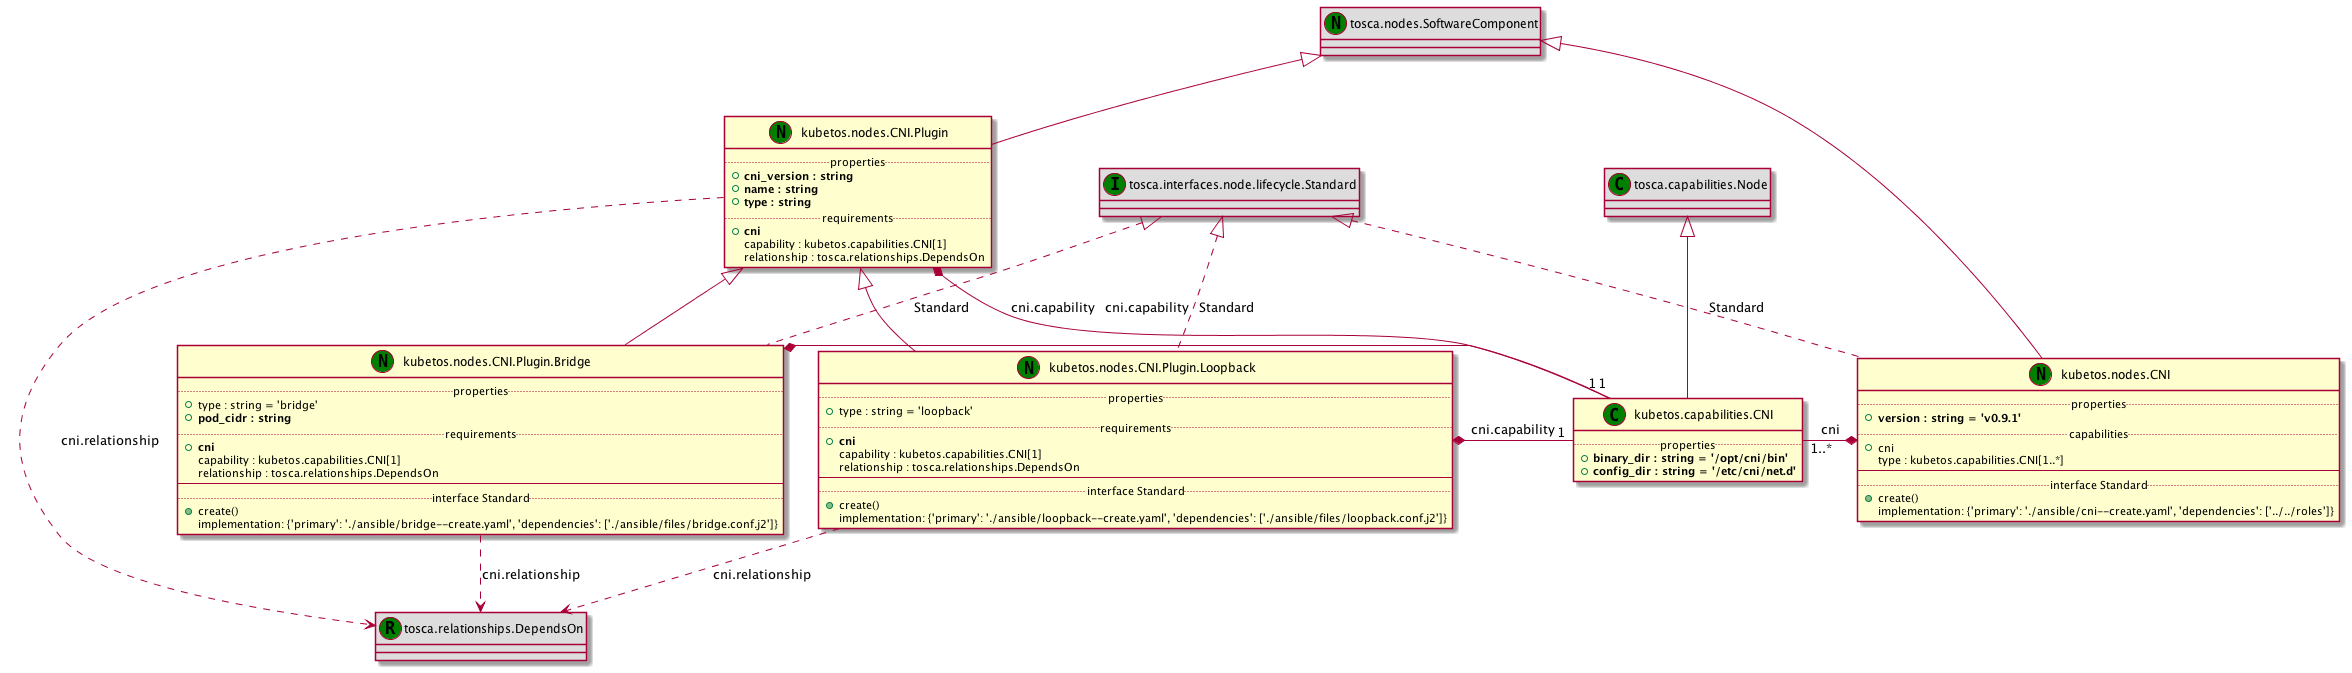 N tosca.nodes.SoftwareComponent
N kubetos.nodes.CNI.Plugin
properties
cni_version : string
name : string
type : string
requirements
cni
capability : kubetos.capabilities.CNI[1]
relationship : tosca.relationships.DependsOn
I tosca.interfaces.node.lifecycle.Standard
C tosca.capabilities.Node
Standard
cni.capability
cni.capability
Standard
Standard
N kubetos.nodes.CNI.Plugin.Bridge
properties
type : string = 'bridge'
pod_cidr : string
requirements
cni
capability : kubetos.capabilities.CNI[1]
relationship : tosca.relationships.DependsOn
interface Standard
create()
implementation: {'primary': './ansible/bridge--create.yaml', 'dependencies': ['./ansible/files/bridge.conf.j2']}
N kubetos.nodes.CNI.Plugin.Loopback
properties
type : string = 'loopback'
requirements
cni
capability : kubetos.capabilities.CNI[1]
relationship : tosca.relationships.DependsOn
interface Standard
create()
implementation: {'primary': './ansible/loopback--create.yaml', 'dependencies': ['./ansible/files/loopback.conf.j2']}
cni.capability
1
1
1
C kubetos.capabilities.CNI
properties
binary_dir : string = '/opt/cni/bin'
config_dir : string = '/etc/cni/net.d'
cni
1..*
N kubetos.nodes.CNI
properties
version : string = 'v0.9.1'
capabilities
cni
type : kubetos.capabilities.CNI[1..*]
interface Standard
create()
implementation: {'primary': './ansible/cni--create.yaml', 'dependencies': ['../../roles']}
cni.relationship
cni.relationship
cni.relationship
R tosca.relationships.DependsOn